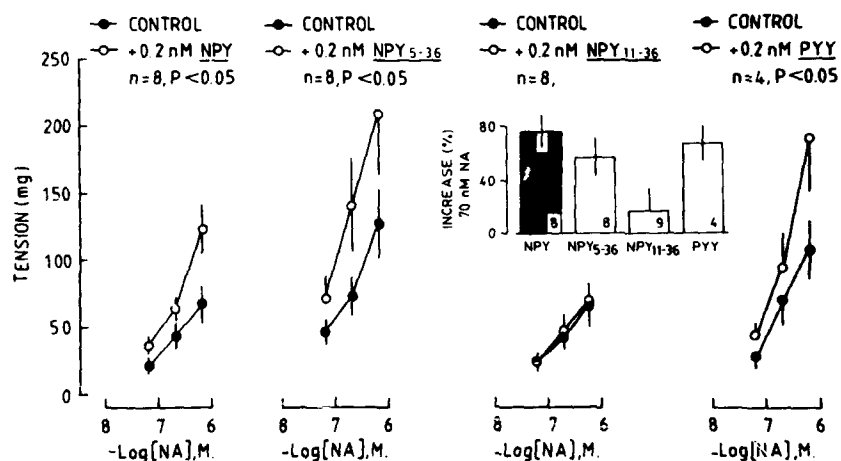 CONTROL
+ 0.2 nM NPY
n=8, P <0.05
CONTROL
+ 0.2 nM NPY5-36
n=8, P<0.05
CONTROL
+ 0.2 nM NPY11-36
n=8,
CONTROL
+0.2 nM PYY
n=4, P<0.05
TENSION (mg)
250
200
150
100
50
0
INCREASE (%)
70 nM NA
80
40
0
8
8
9
4
NPY
NPY5-36
NPY11-36
PYY
8 7 6
-Log[NA],M.
8 7 6
-Log[NA],M.
8 7 6
-Log[NA],M.
8 7 6
-Log[NA],M.